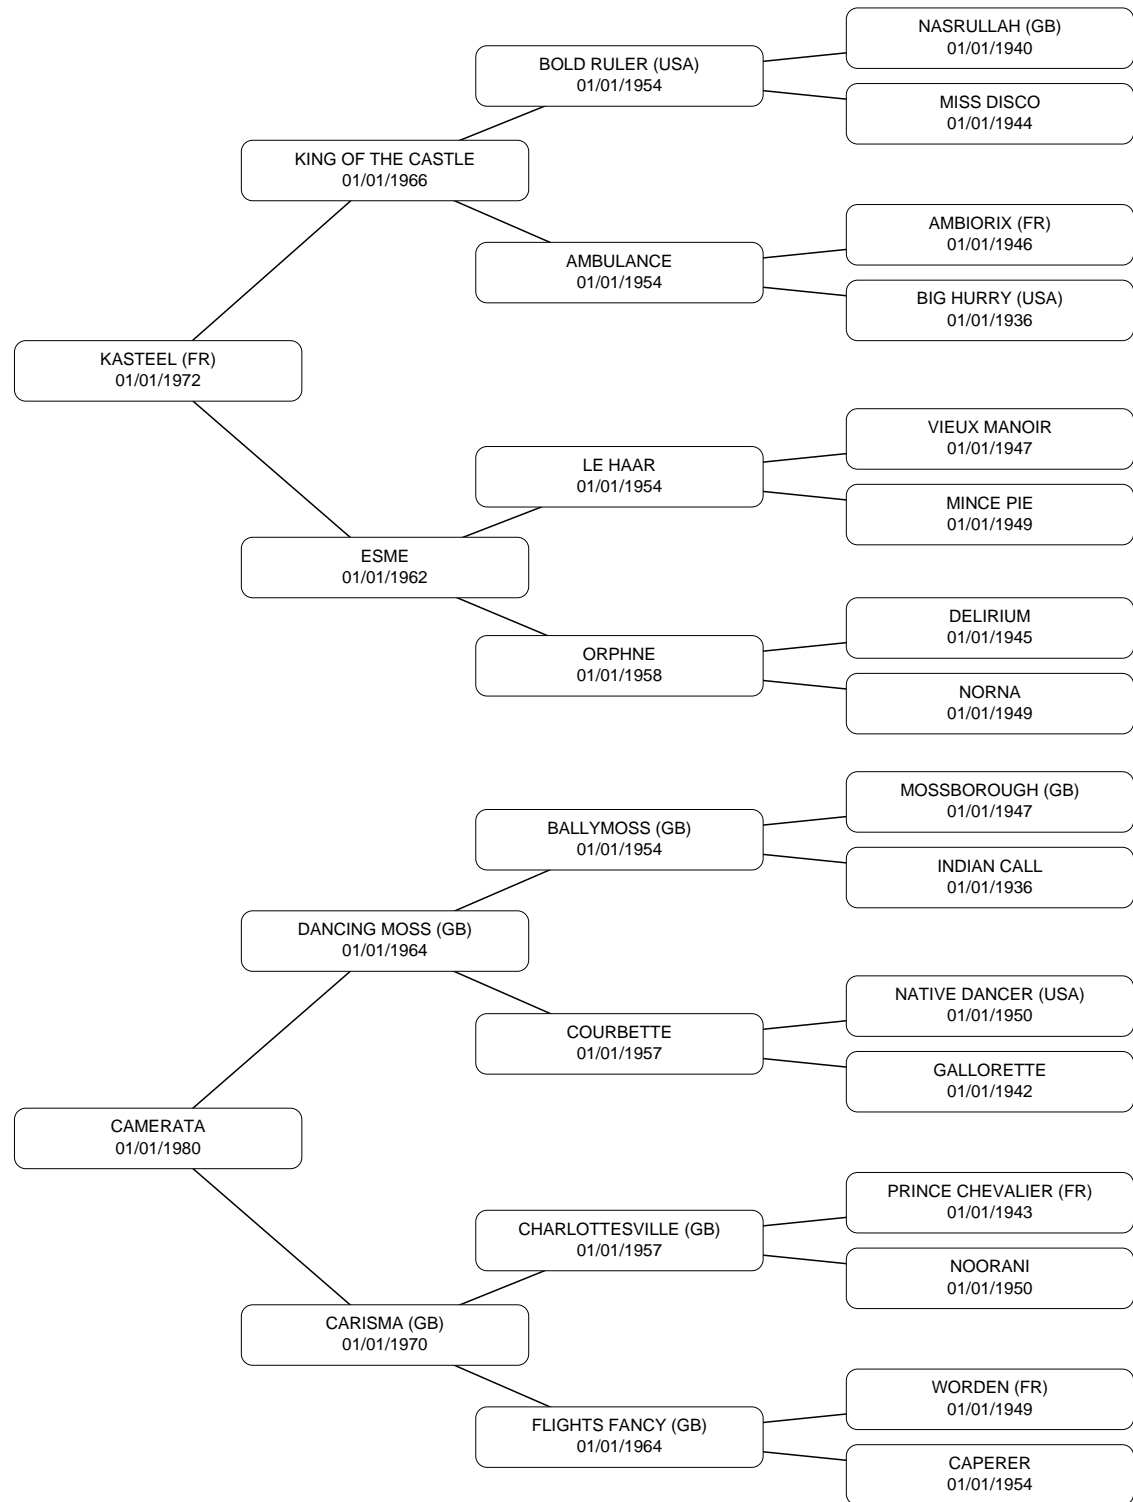 NASRULLAH (GB)
01/01/1940
BOLD RULER (USA)
01/01/1954
MISS DISCO
01/01/1944
KING OF THE CASTLE
01/01/1966
AMBIORIX (FR)
01/01/1946
AMBULANCE
01/01/1954
BIG HURRY (USA)
01/01/1936
KASTEEL (FR)
01/01/1972
VIEUX MANOIR
01/01/1947
LE HAAR
01/01/1954
MINCE PIE
01/01/1949
ESME
01/01/1962
DELIRIUM
01/01/1945
ORPHNE
01/01/1958
NORNA
01/01/1949
MOSSBOROUGH (GB)
01/01/1947
BALLYMOSS (GB)
01/01/1954
INDIAN CALL
01/01/1936
DANCING MOSS (GB)
01/01/1964
NATIVE DANCER (USA)
01/01/1950
COURBETTE
01/01/1957
GALLORETTE
01/01/1942
CAMERATA
01/01/1980
PRINCE CHEVALIER (FR)
01/01/1943
CHARLOTTESVILLE (GB)
01/01/1957
NOORANI
01/01/1950
CARISMA (GB)
01/01/1970
WORDEN (FR)
01/01/1949
FLIGHTS FANCY (GB)
01/01/1964
CAPERER
01/01/1954